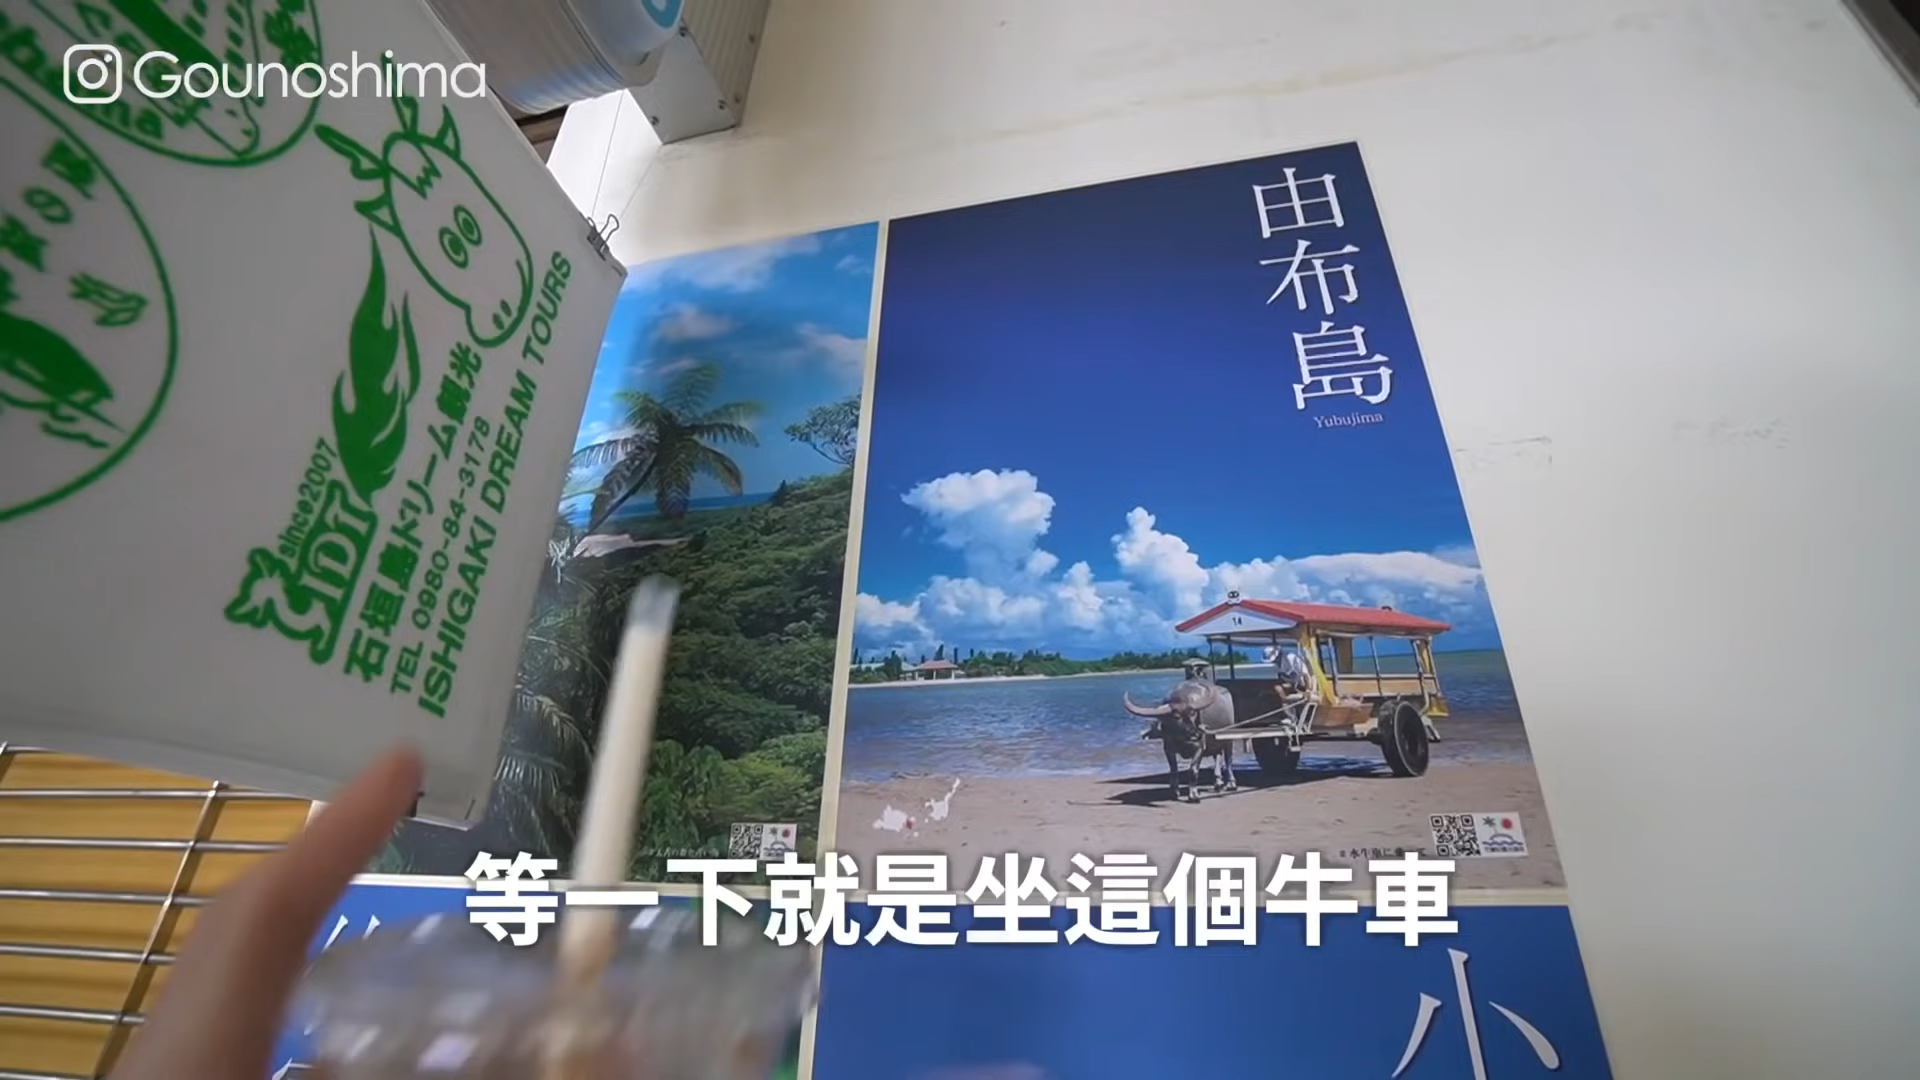 Gounoshima
since2007
IDT
石垣島ドリーム観光
TEL 0980-84-3178
ISHIGAKI DREAM TOURS
由布島
Yubujima
14
等一下就是坐這個牛車
小